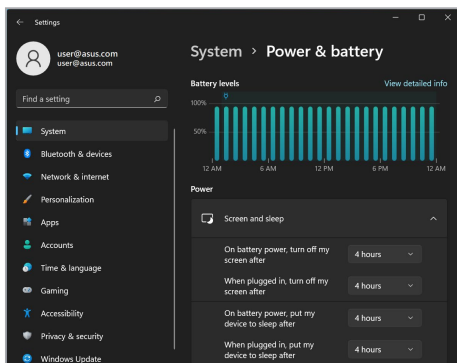 Settings
user@asus.com
user@asus.com
Find a setting
System
Bluetooth & devices
Network & internet
Personalization
Apps
Accounts
Time & language
Gaming
Accessibility
Privacy & security
Windows Update
System > Power & battery
Battery levels
View detailed info
100%
50%
12 AM
6 AM
12 PM
6 PM
12 AM
Power
Screen and sleep
On battery power, turn off my
screen after
4 hours
When plugged in, turn off my
screen after
4 hours
On battery power, put my
device to sleep after
4 hours
When plugged in, put my
device to sleep after
4 hours